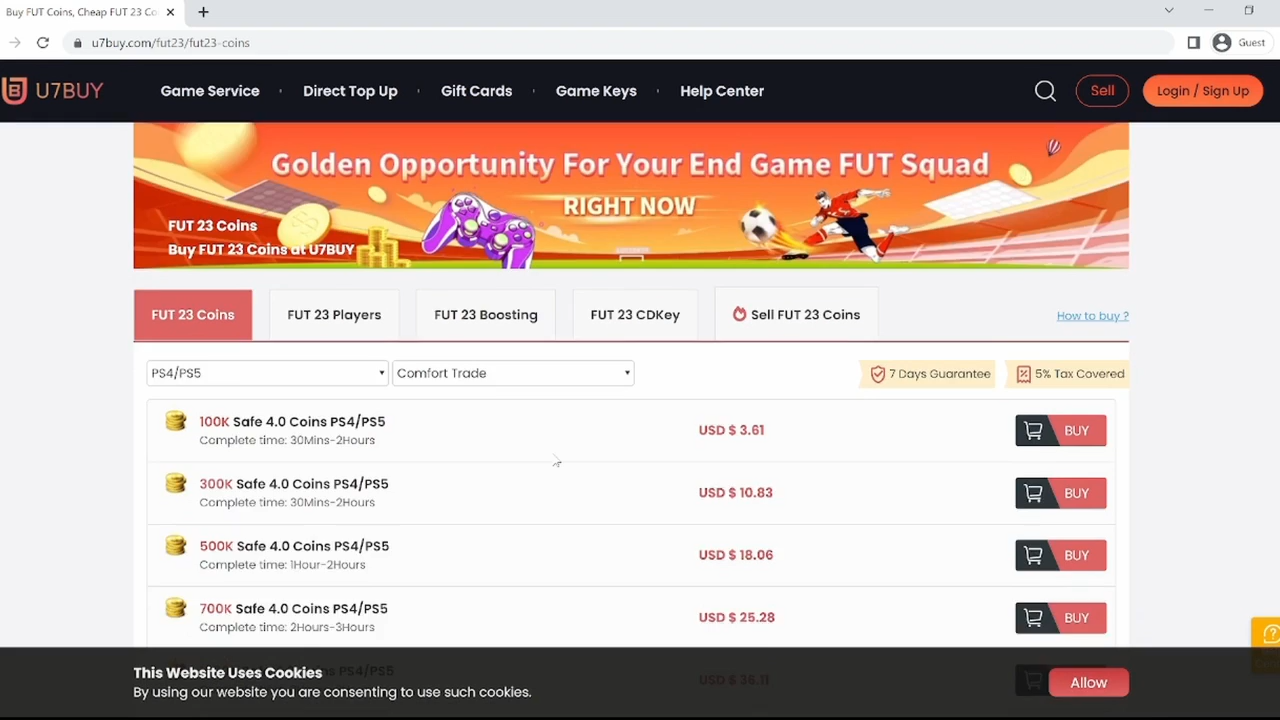 Buy FUT Coins, Cheap FUT 23 Co
u7buy.com/fut23/fut23-coins
Guest
U7BUY
Game Service
Direct Top Up
Gift Cards
Game Keys
Help Center
Sell
Login / Sign Up
Golden Opportunity For Your End Game FUT Squad
RIGHT NOW
FUT 23 Coins
Buy FUT 23 Coins at U7BUY
FUT 23 Coins
FUT 23 Players
FUT 23 Boosting
FUT 23 CDKey
Sell FUT 23 Coins
How to buy ?
PS4/PS5
Comfort Trade
7 Days Guarantee
5% Tax Covered
100K Safe 4.0 Coins PS4/PS5
Complete time: 30Mins-2Hours
USD $ 3.61
BUY
300K Safe 4.0 Coins PS4/PS5
Complete time: 30Mins-2Hours
USD $ 10.83
BUY
500K Safe 4.0 Coins PS4/PS5
Complete time: 1Hour-2Hours
USD $ 18.06
BUY
700K Safe 4.0 Coins PS4/PS5
Complete time: 2Hours-3Hours
USD $ 25.28
BUY
Coins PS4/PS5
USD $ 36.11
This Website Uses Cookies
By using our website you are consenting to use such cookies.
Allow